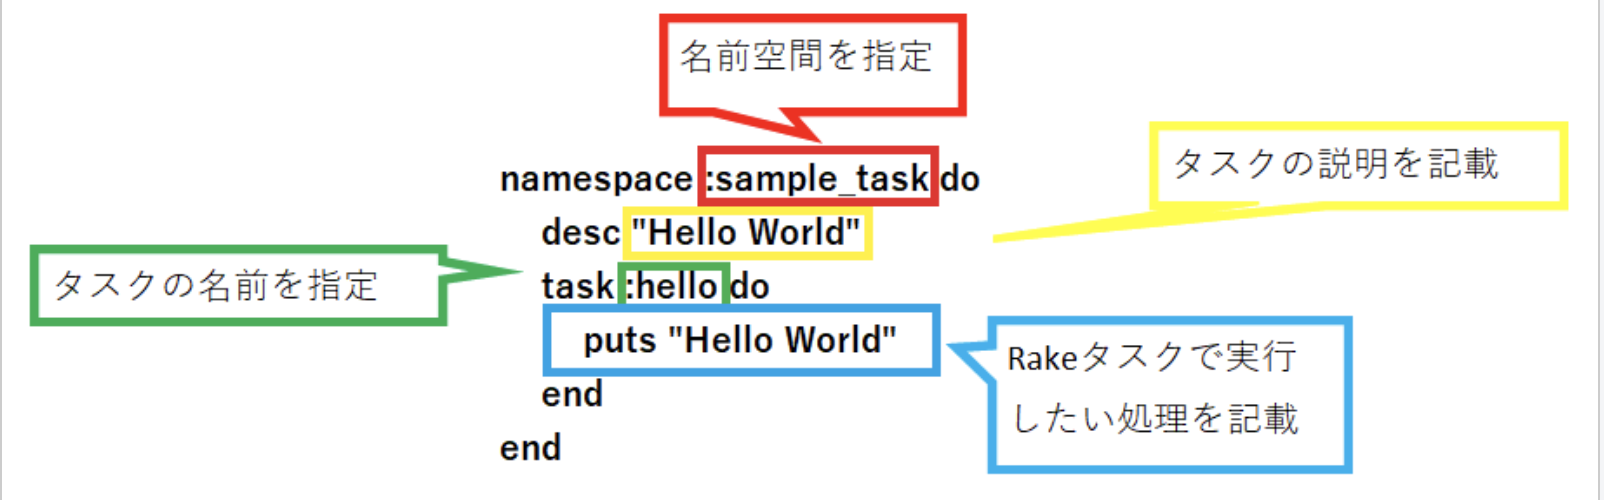 名前空間を指定
タスクの説明を記載
namespace :sample_task do
desc "Hello World"
タスクの名前を指定
task :hello do
puts "Hello World"
Rakeタスクで実行
したい処理を記載
end
end